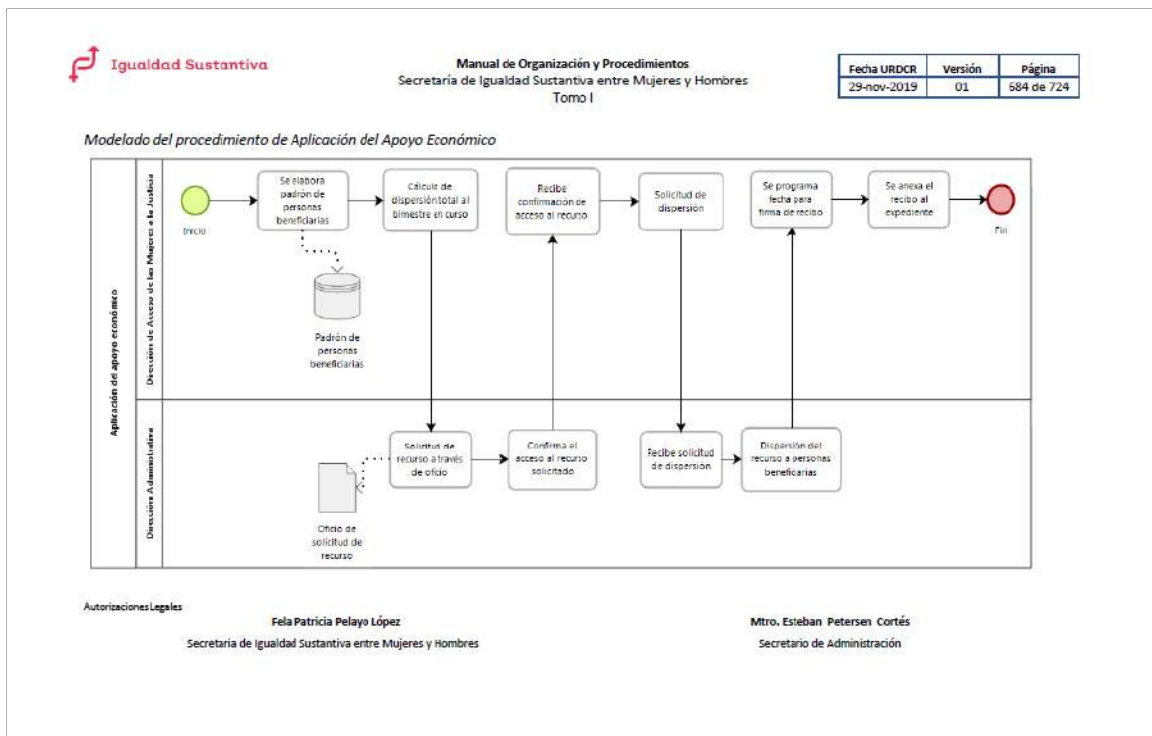 Igualdad Sustantiva
Manual de Organización y Procedimientos
Secretaría de Igualdad Sustantiva entre Mujeres y Hombres
Tomo I
Fecha URDCR Versión Página
29-nov-2019 01 684 de 724
Modelado del procedimiento de Aplicación del Apoyo Económico
Aplicación del apoyo económico
Dirección de Acceso de las Mujeres a la Justicia
Inicio
Se elabora
padrón de
personas
beneficiarias
Padrón de
personas
beneficiarias
Cálculo de
dispersión total al
bimestre en curso
Recibe
confirmación de
acceso al recurso
Solicitud de
dispersión
Se programa
fecha para
firma de recibo
Se anexa el
recibo al
expediente
Fin
Dirección Administrativa
Oficio de
solicitud de
recurso
Solicitud de
recurso a través
de oficio
Confirma el
acceso al recurso
solicitado
Recibe solicitud
de dispersión
Dispersión del
recurso a personas
beneficiarias
Autorizaciones Legales
Fela Patricia Pelayo López
Secretaria de Igualdad Sustantiva entre Mujeres y Hombres
Mtro. Esteban Petersen Cortés
Secretario de Administración